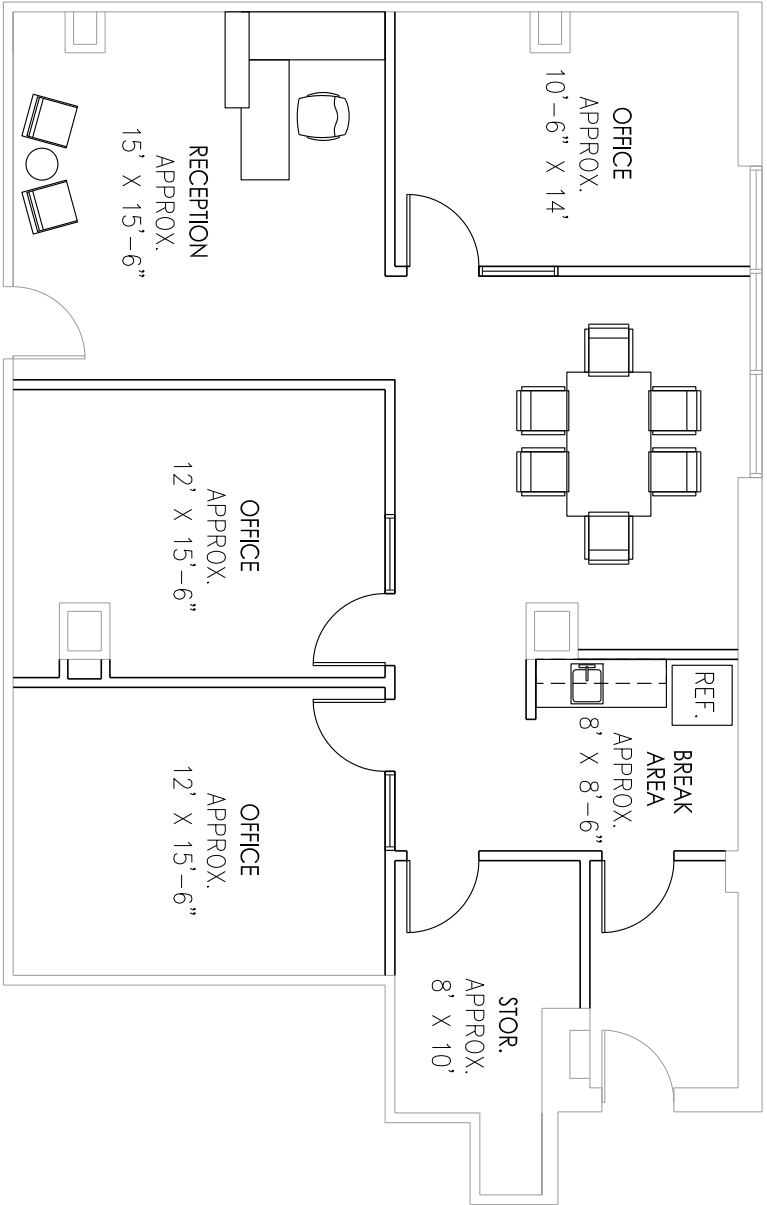 OFFICE
APPROX.
10'-6" X 14'
REF.
BREAK
AREA
APPROX.
8' X 8'-6"
STOR.
APPROX.
8' X 10'
RECEPTION
APPROX.
15' X 15'-6"
OFFICE
APPROX.
12' X 15'-6"
OFFICE
APPROX.
12' X 15'-6"